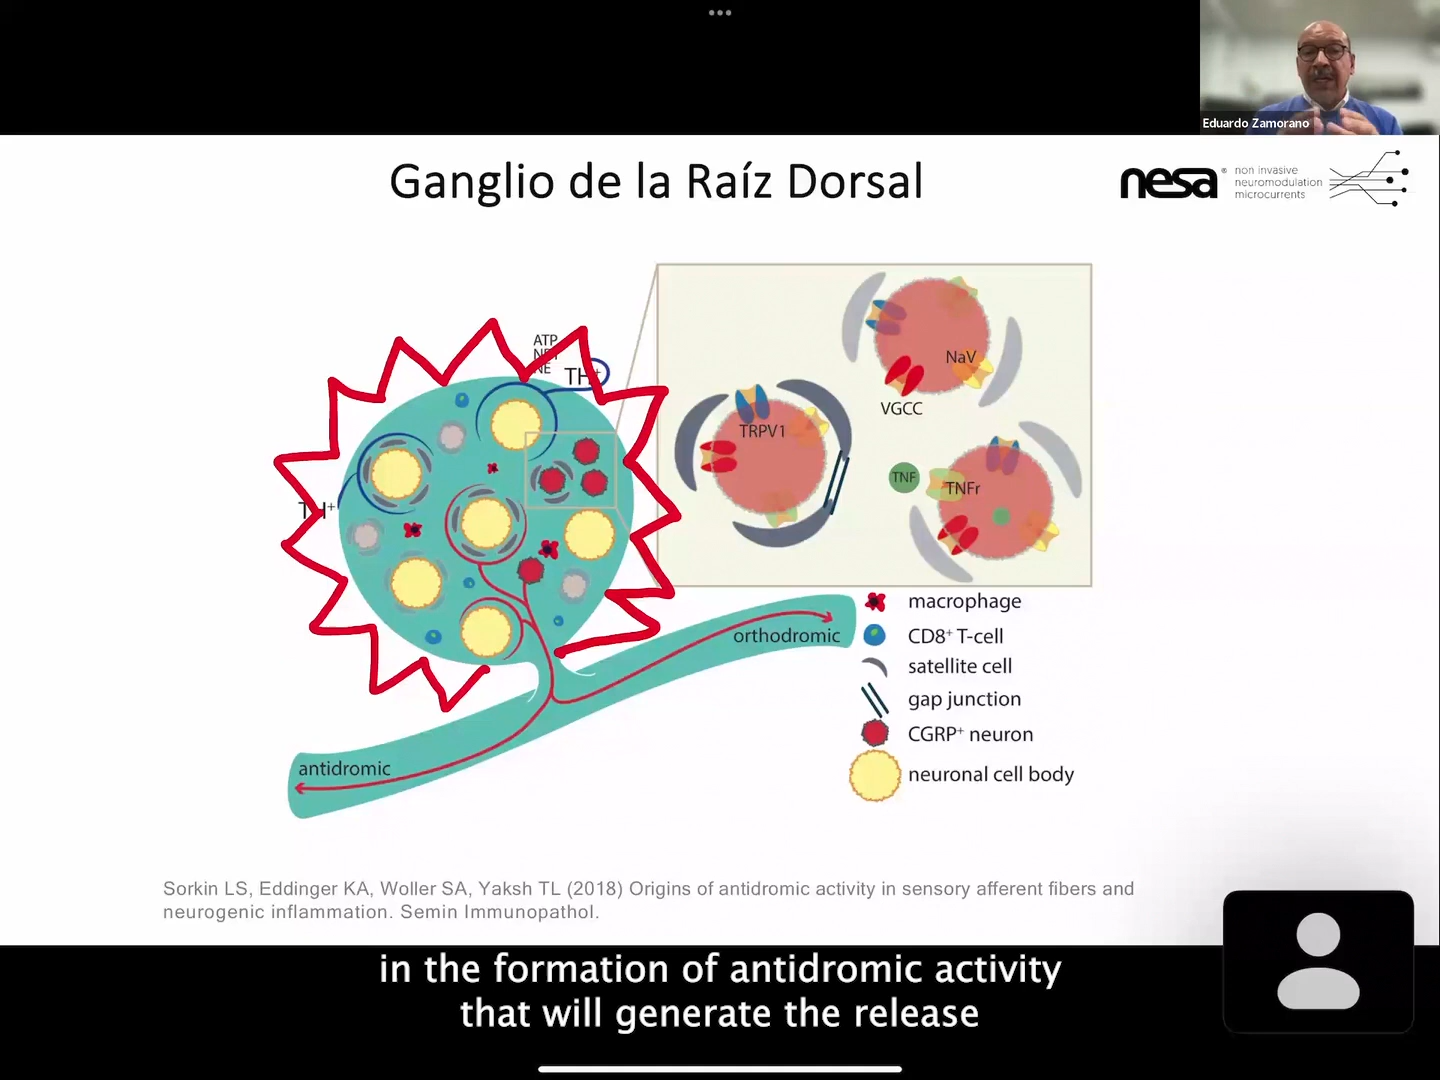 Eduardo Zamorano
Ganglio de la Raíz Dorsal
nesa®
non invasive
neuromodulation
microcurrents
ATP
NE
TH+
TH+
NaV
VGCC
TRPV1
TNF
TNFr
macrophage
CD8+ T-cell
satellite cell
gap junction
CGRP+ neuron
neuronal cell body
orthodromic
antidromic
Sorkin LS, Eddinger KA, Woller SA, Yaksh TL (2018) Origins of antidromic activity in sensory afferent fibers and
neurogenic inflammation. Semin Immunopathol.
in the formation of antidromic activity
that will generate the release